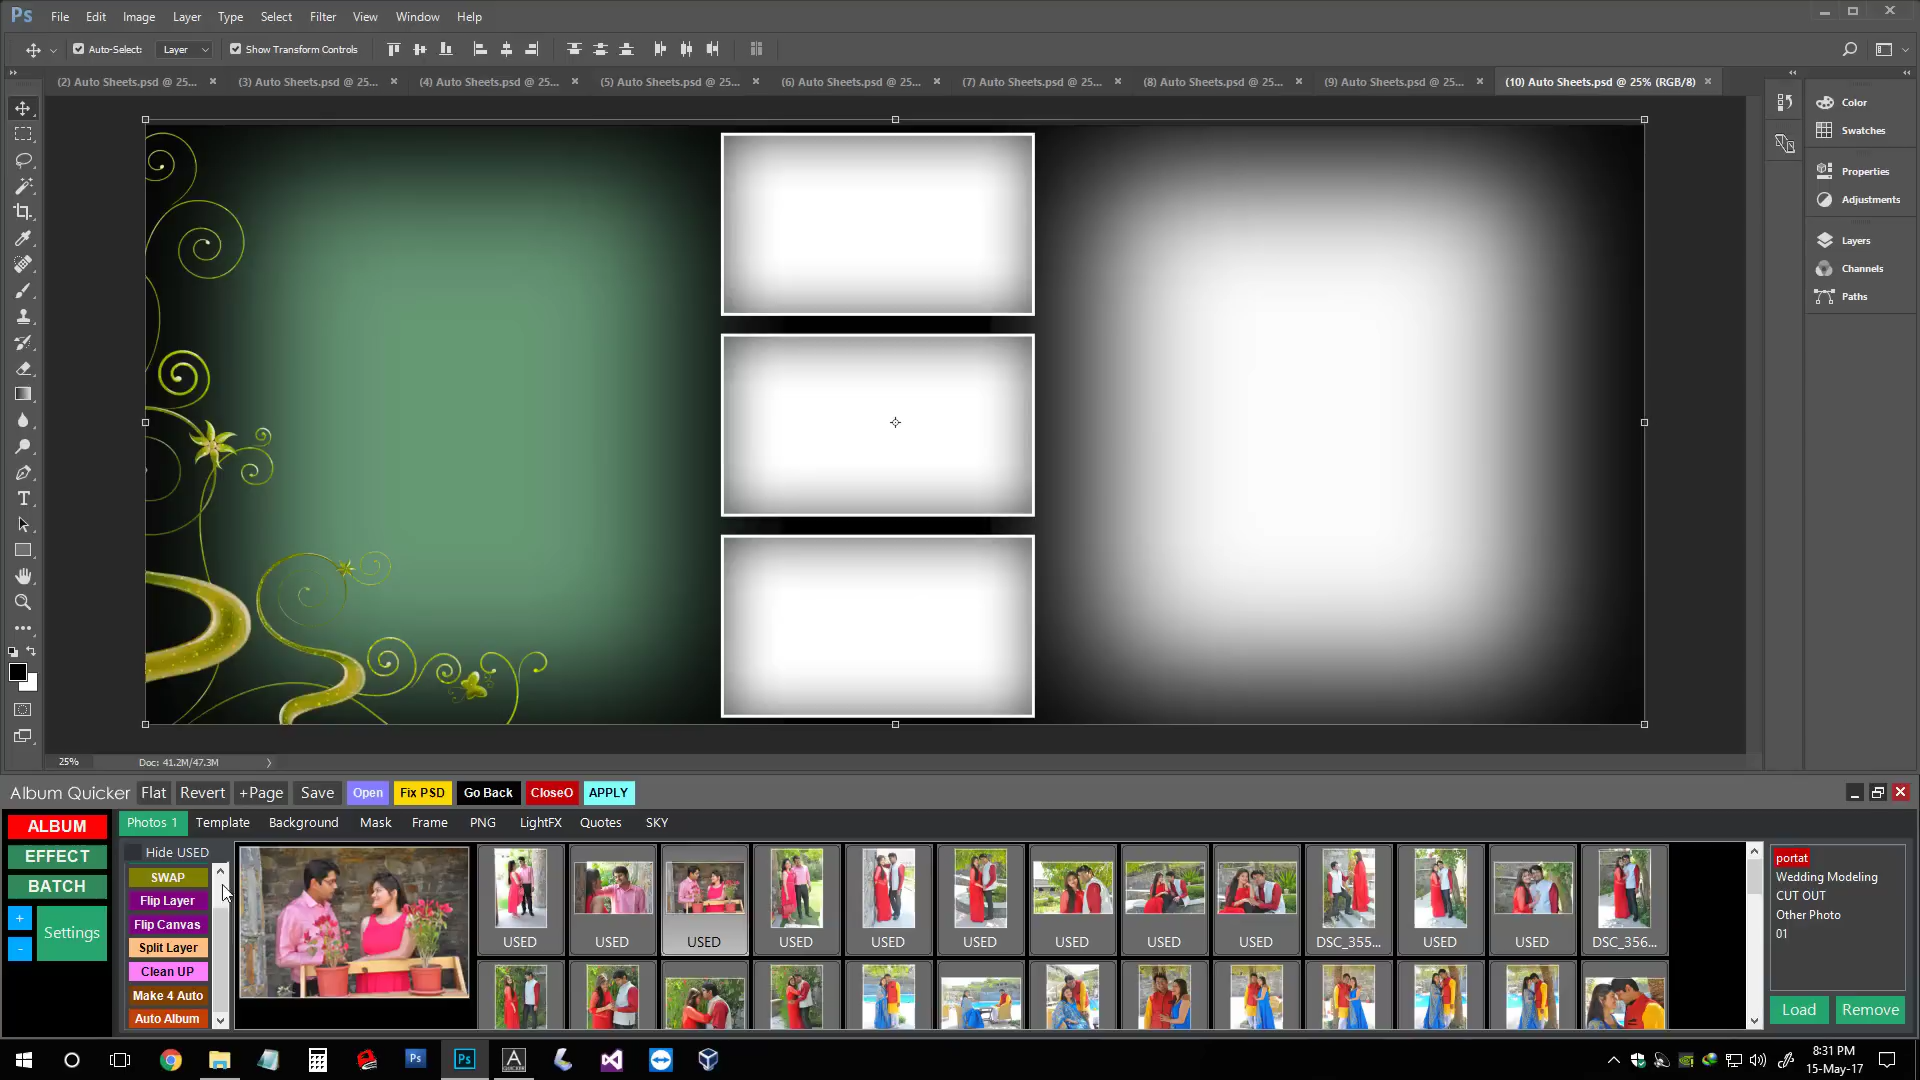 Ps File Edit Image Layer Type Select Filter View Window Help
Auto-Select: Layer Show Transform Controls
(2) Auto Sheets.psd @ 25... (3) Auto Sheets.psd @ 25... (4) Auto Sheets.psd @ 25... (5) Auto Sheets.psd @ 25... (6) Auto Sheets.psd @ 25... (7) Auto Sheets.psd @ 25... (8) Auto Sheets.psd @ 25... (9) Auto Sheets.psd @ 25... (10) Auto Sheets.psd @ 25% (RGB/8)
Color
Swatches
Properties
Adjustments
Layers
Channels
Paths
25% Doc: 41.2M/47.3M
Album Quicker Flat Revert +Page Save Open Fix PSD Go Back CloseO APPLY
ALBUM
EFFECT
BATCH
+
-
Settings
Photos 1 Template Background Mask Frame PNG LightFX Quotes SKY
Hide USED
SWAP
Flip Layer
Flip Canvas
Split Layer
Clean UP
Make 4 Auto
Auto Album
USED USED USED USED USED USED USED USED USED DSC_355... USED USED DSC_356...
portat
Wedding Modeling
CUT OUT
Other Photo
01
Load Remove
8:31 PM
15-May-17